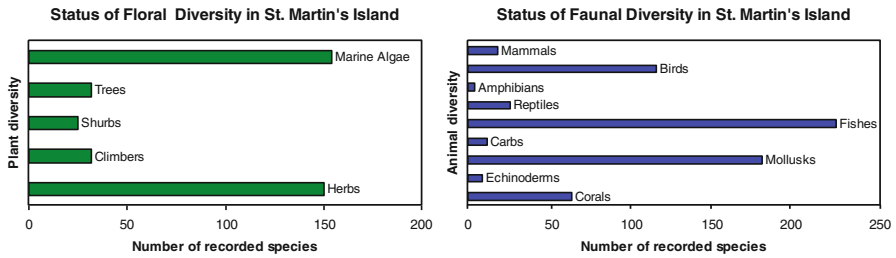 Status of Floral Diversity in St. Martin's Island
Plant diversity
Marine Algae
Trees
Shurbs
Climbers
Herbs
0 50 100 150 200
Number of recorded species
Status of Faunal Diversity in St. Martin's Island
Animal diversity
Mammals
Birds
Amphibians
Reptiles
Fishes
Carbs
Mollusks
Echinoderms
Corals
0 50 100 150 200 250
Number of recorded species